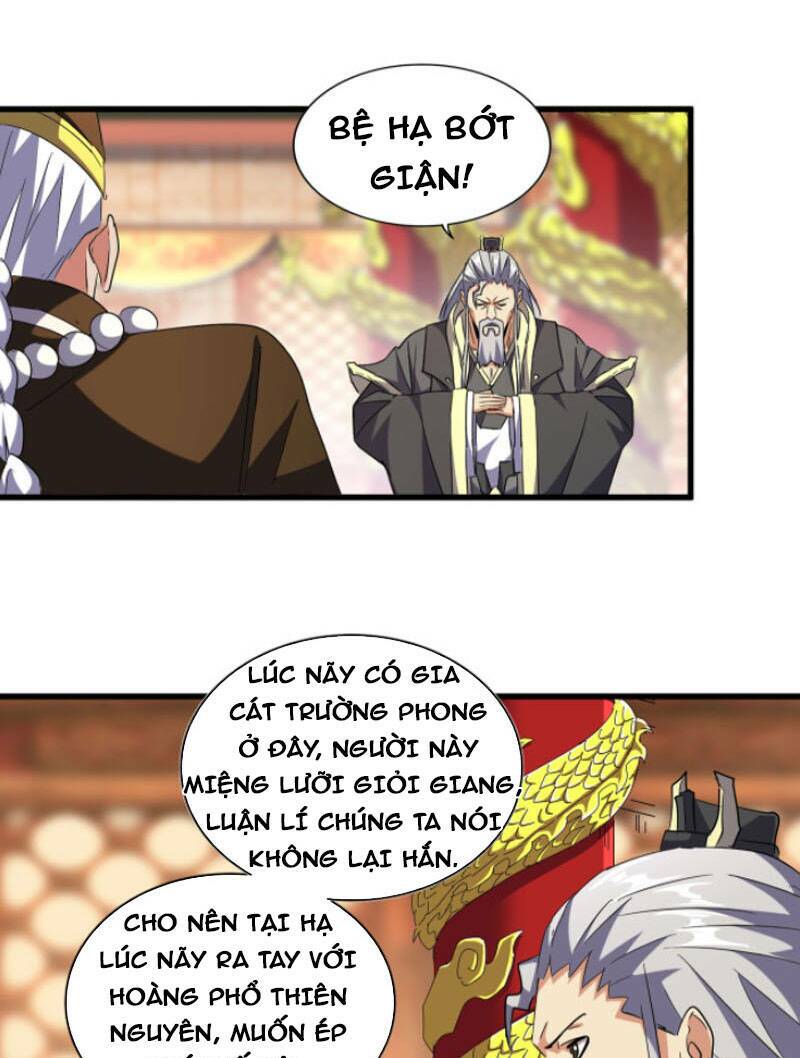 BỆ HẠ BỚT
GIẬN!
LÚC NÃY CÓ GIA
CÁT TRƯỜNG PHONG
Ở ĐÂY, NGƯỜI NÀY
MIỆNG LƯỠI GIỎI GIANG,
LUẬN LÍ CHÚNG TA NÓI
KHÔNG LẠI HẮN.
CHO NÊN TẠI HẠ
LÚC NÃY RA TAY VỚI
HOÀNG PHỔ THIÊN
NGUYÊN, MUỐN ÉP